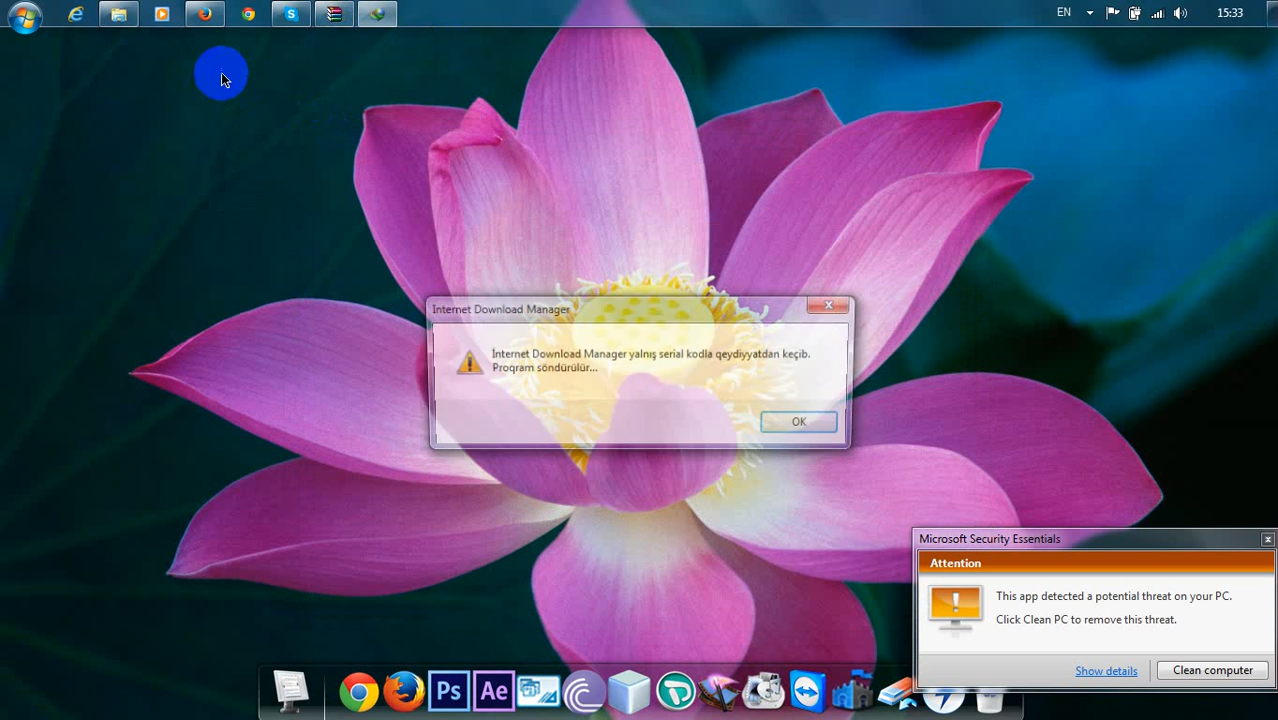 EN
15:33
Internet Download Manager
İnternet Download Manager yalnış serial kodla qeydiyyatdan keçib.
Proqram söndürülür...
OK
Microsoft Security Essentials
Attention
This app detected a potential threat on your PC.
Click Clean PC to remove this threat.
Show details
Clean computer
Ps
Ae